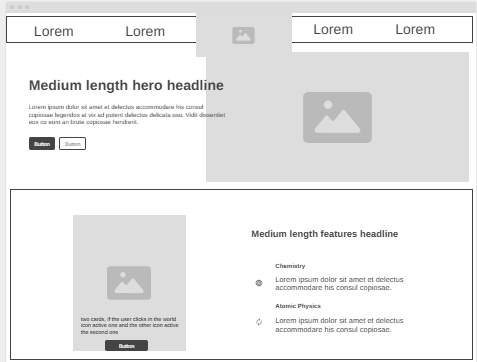 Lorem Lorem Lorem Lorem
Medium length hero headline
Lorem ipsum dolor sit amet et delectus accommodare his consul
copiosae legendos at vix ad putent delectus delicata usu. Vidit dissentiet
eos cu eum an brute copiosae hendrerit.
Button Button
Medium length features headline
Chemistry
Lorem ipsum dolor sit amet et delectus
accommodare his consul copiosae.
Atomic Physics
Lorem ipsum dolor sit amet et delectus
accommodare his consul copiosae.
two cards, if the user clicks in the world
icon active one and the other icon active
the second one
Button